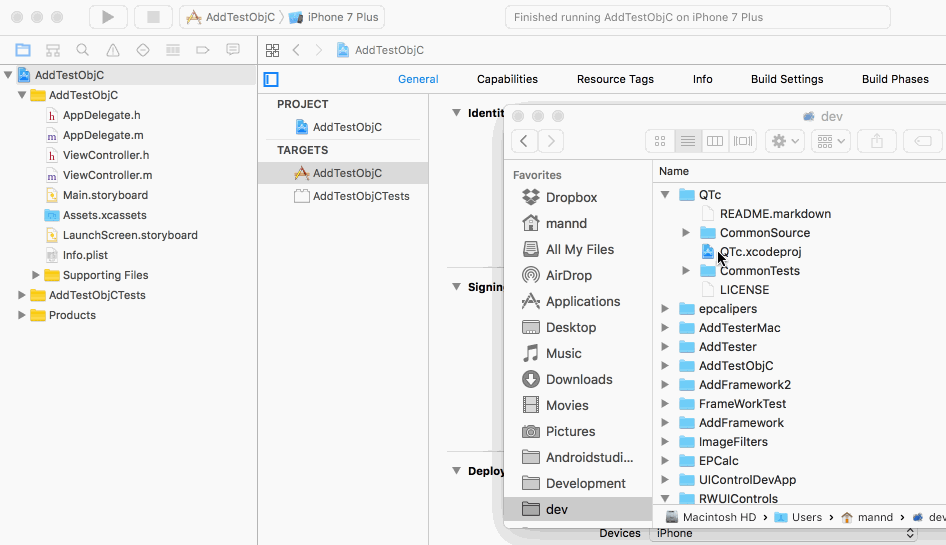 AddTestObjC iPhone 7 Plus
Finished running AddTestObjC on iPhone 7 Plus
AddTestObjC
AddTestObjC
AddTestObjC
h AppDelegate.h
m AppDelegate.m
h ViewController.h
m ViewController.m
Main.storyboard
Assets.xcassets
LaunchScreen.storyboard
Info.plist
Supporting Files
AddTestObjCTests
Products
General Capabilities Resource Tags Info Build Settings Build Phases
PROJECT
AddTestObjC
TARGETS
AddTestObjC
AddTestObjCTests
Identit
Signing
Deploy
Devices iPhone
dev
Favorites
Dropbox
mannd
All My Files
AirDrop
Applications
Desktop
Music
Downloads
Movies
Pictures
Androidstudi...
Development
dev
Name
QTc
README.markdown
CommonSource
QTc.xcodeproj
CommonTests
LICENSE
epcalipers
AddTesterMac
AddTester
AddTestObjC
AddFramework2
FrameWorkTest
AddFramework
ImageFilters
EPCalc
UIControlDevApp
RWUIControls
Macintosh HD › Users › mannd › dev